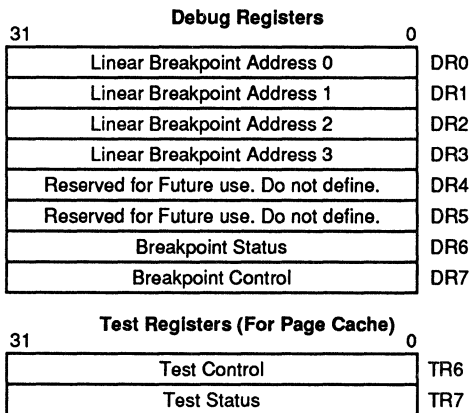 Debug Registers
31 0
Linear Breakpoint Address 0 DR0
Linear Breakpoint Address 1 DR1
Linear Breakpoint Address 2 DR2
Linear Breakpoint Address 3 DR3
Reserved for Future use. Do not define. DR4
Reserved for Future use. Do not define. DR5
Breakpoint Status DR6
Breakpoint Control DR7
Test Registers (For Page Cache)
31 0
Test Control TR6
Test Status TR7